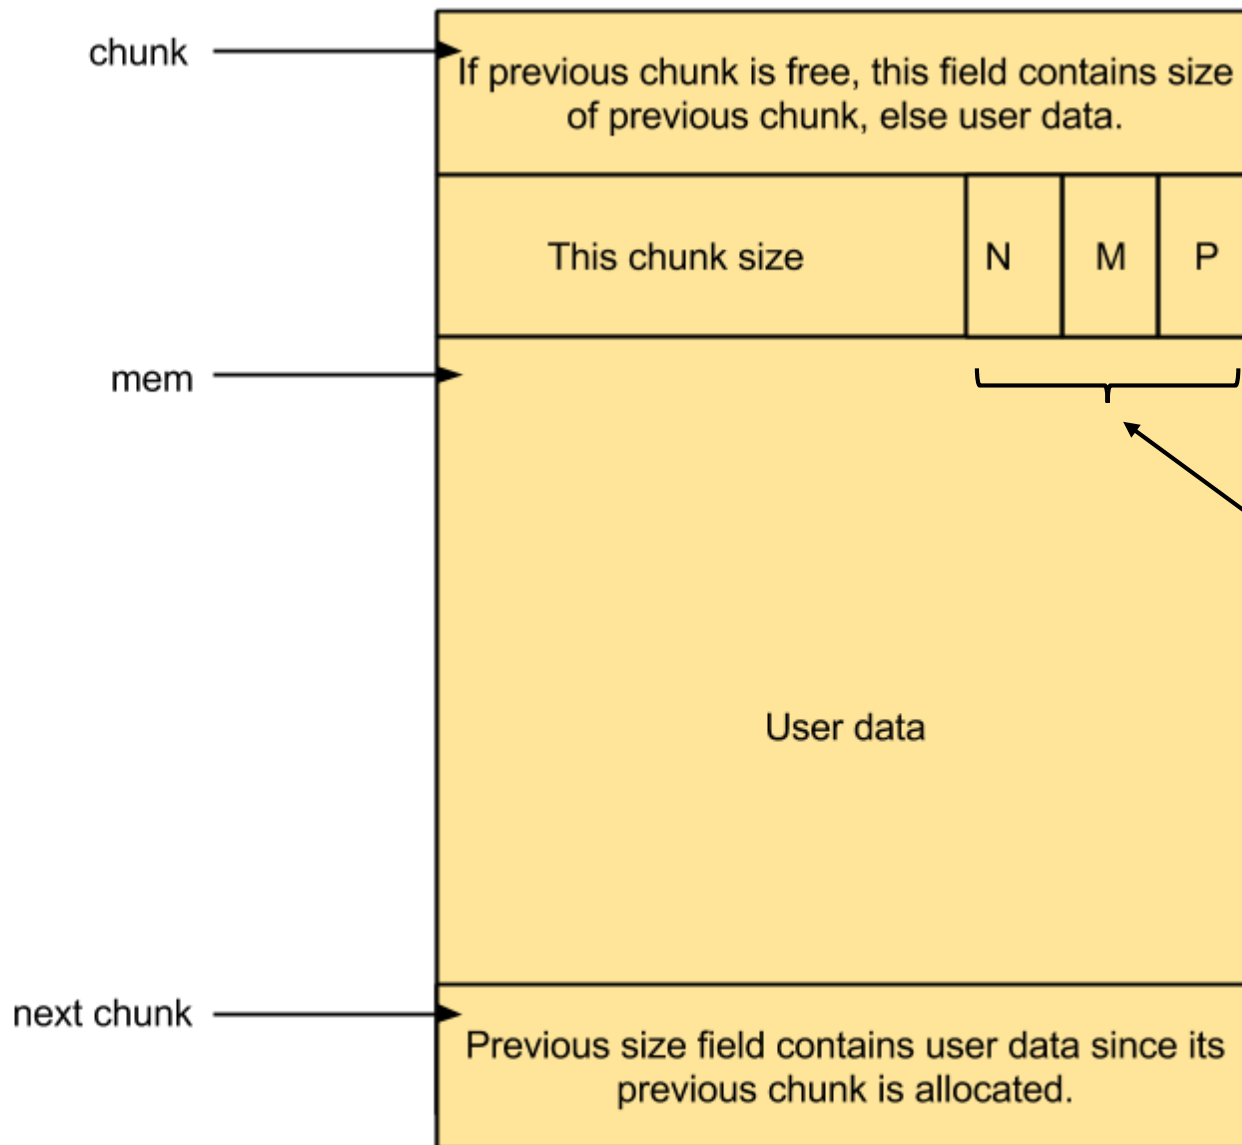 chunk
If previous chunk is free, this field contains size
of previous chunk, else user data.
This chunk size
N
M
P
mem
User data
next chunk
Previous size field contains user data since its
previous chunk is allocated.